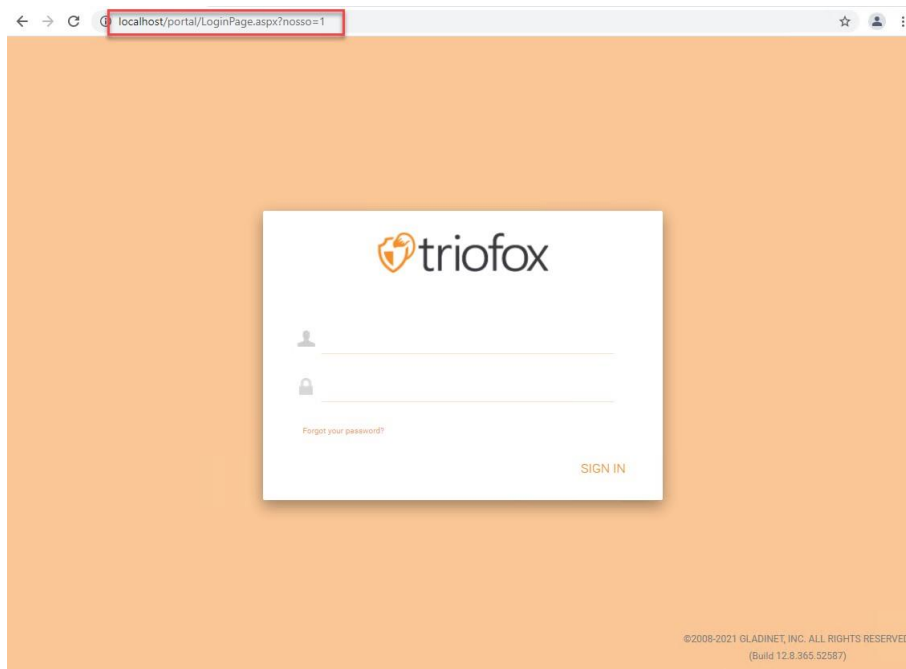 localhost/portal/LoginPage.aspx?nosso=1
triofox
Forgot your password?
SIGN IN
©2008-2021 GLADINET, INC. ALL RIGHTS RESERVED
(Build 12.8.365.52587)